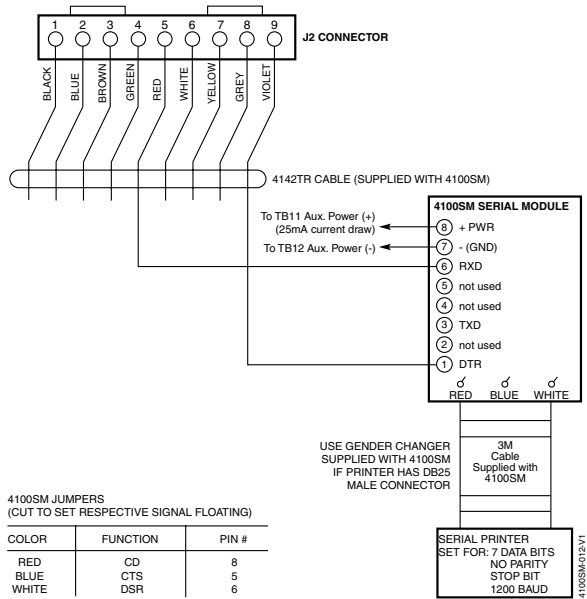 1 2 3 4 5 6 7 8 9
J2 CONNECTOR
BLACK
BLUE
BROWN
GREEN
RED
WHITE
YELLOW
GREY
VIOLET
4142TR CABLE (SUPPLIED WITH 4100SM)
4100SM SERIAL MODULE
To TB11 Aux. Power (+)
(25mA current draw)
To TB12 Aux. Power (-)
8 + PWR
7 - (GND)
6 RXD
5 not used
4 not used
3 TXD
2 not used
1 DTR
RED BLUE WHITE
USE GENDER CHANGER
SUPPLIED WITH 4100SM
IF PRINTER HAS DB25
MALE CONNECTOR
3M
Cable
Supplied with
4100SM
4100SM JUMPERS
(CUT TO SET RESPECTIVE SIGNAL FLOATING)
COLOR FUNCTION PIN #
RED CD 8
BLUE CTS 5
WHITE DSR 6
SERIAL PRINTER
SET FOR: 7 DATA BITS
NO PARITY
STOP BIT
1200 BAUD
4100SM-012-V1